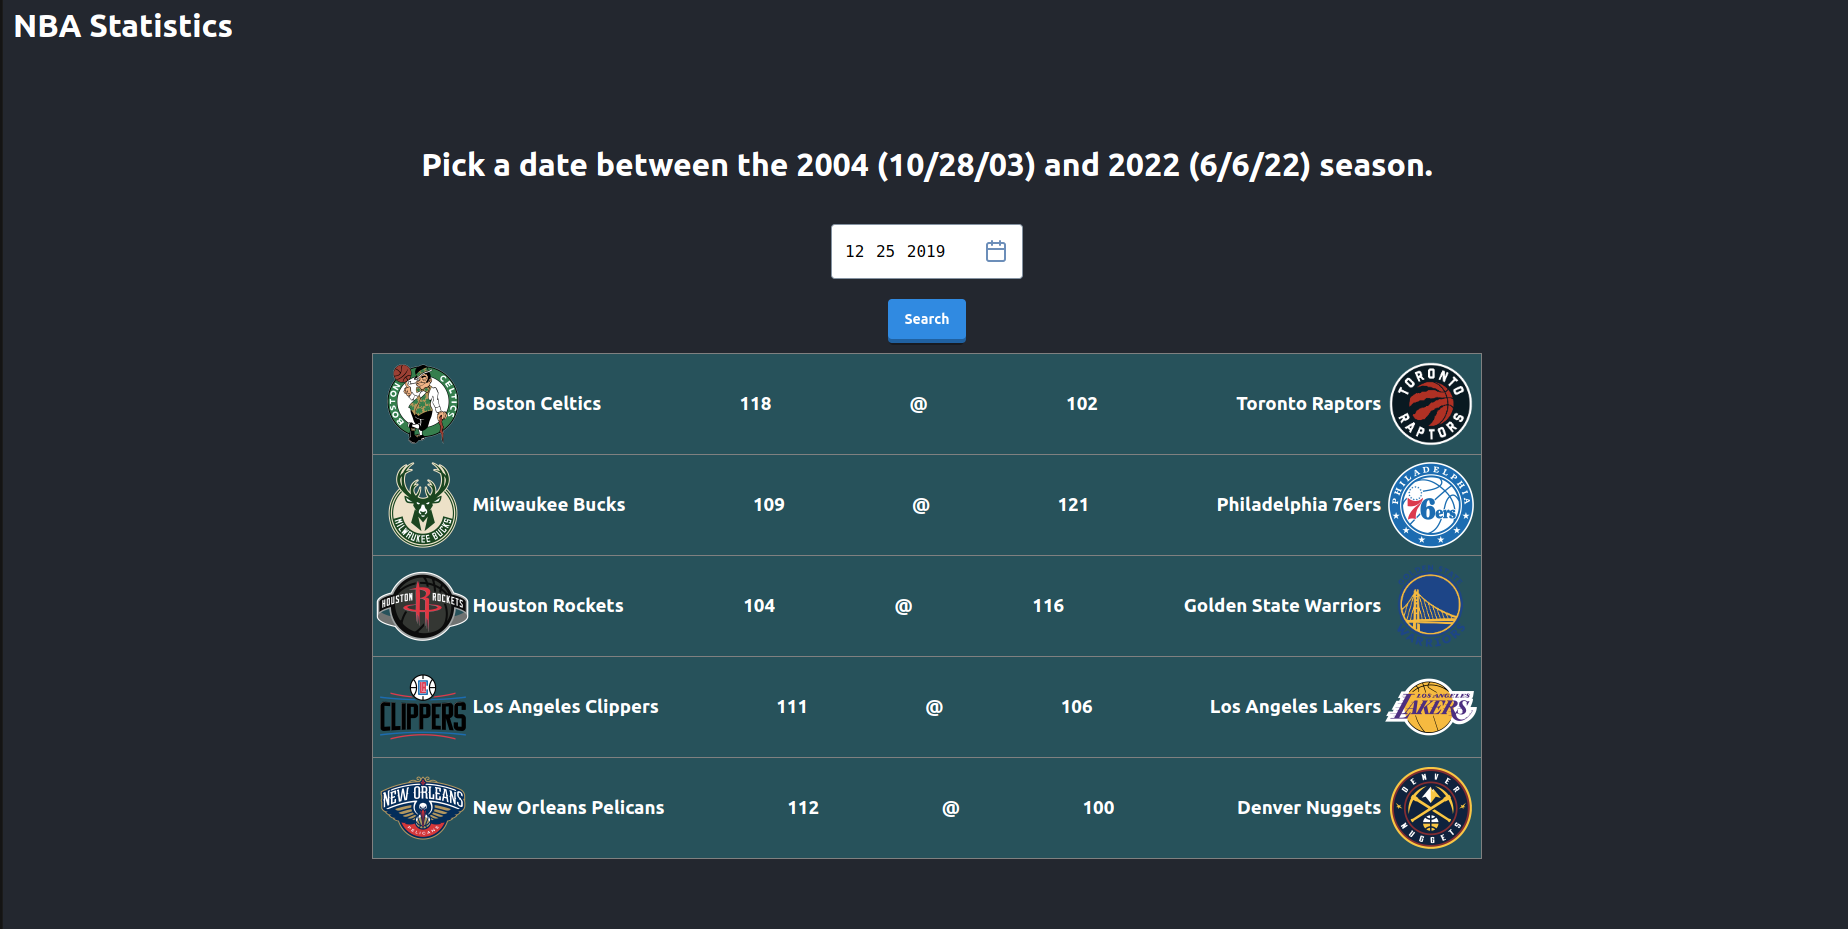 NBA Statistics
Pick a date between the 2004 (10/28/03) and 2022 (6/6/22) season.
12 25 2019
Search
BOSTON CELTICS Boston Celtics 118 @ 102 Toronto Raptors TORONTO RAPTORS
MILWAUKEE BUCKS Milwaukee Bucks 109 @ 121 Philadelphia 76ers PHILADELPHIA 76ers
HOUSTON R ROCKETS Houston Rockets 104 @ 116 Golden State Warriors
CLIPPERS Los Angeles Clippers 111 @ 106 Los Angeles Lakers LOS ANGELES LAKERS
NEW ORLEANS PELICANS New Orleans Pelicans 112 @ 100 Denver Nuggets DENVER NUGGETS